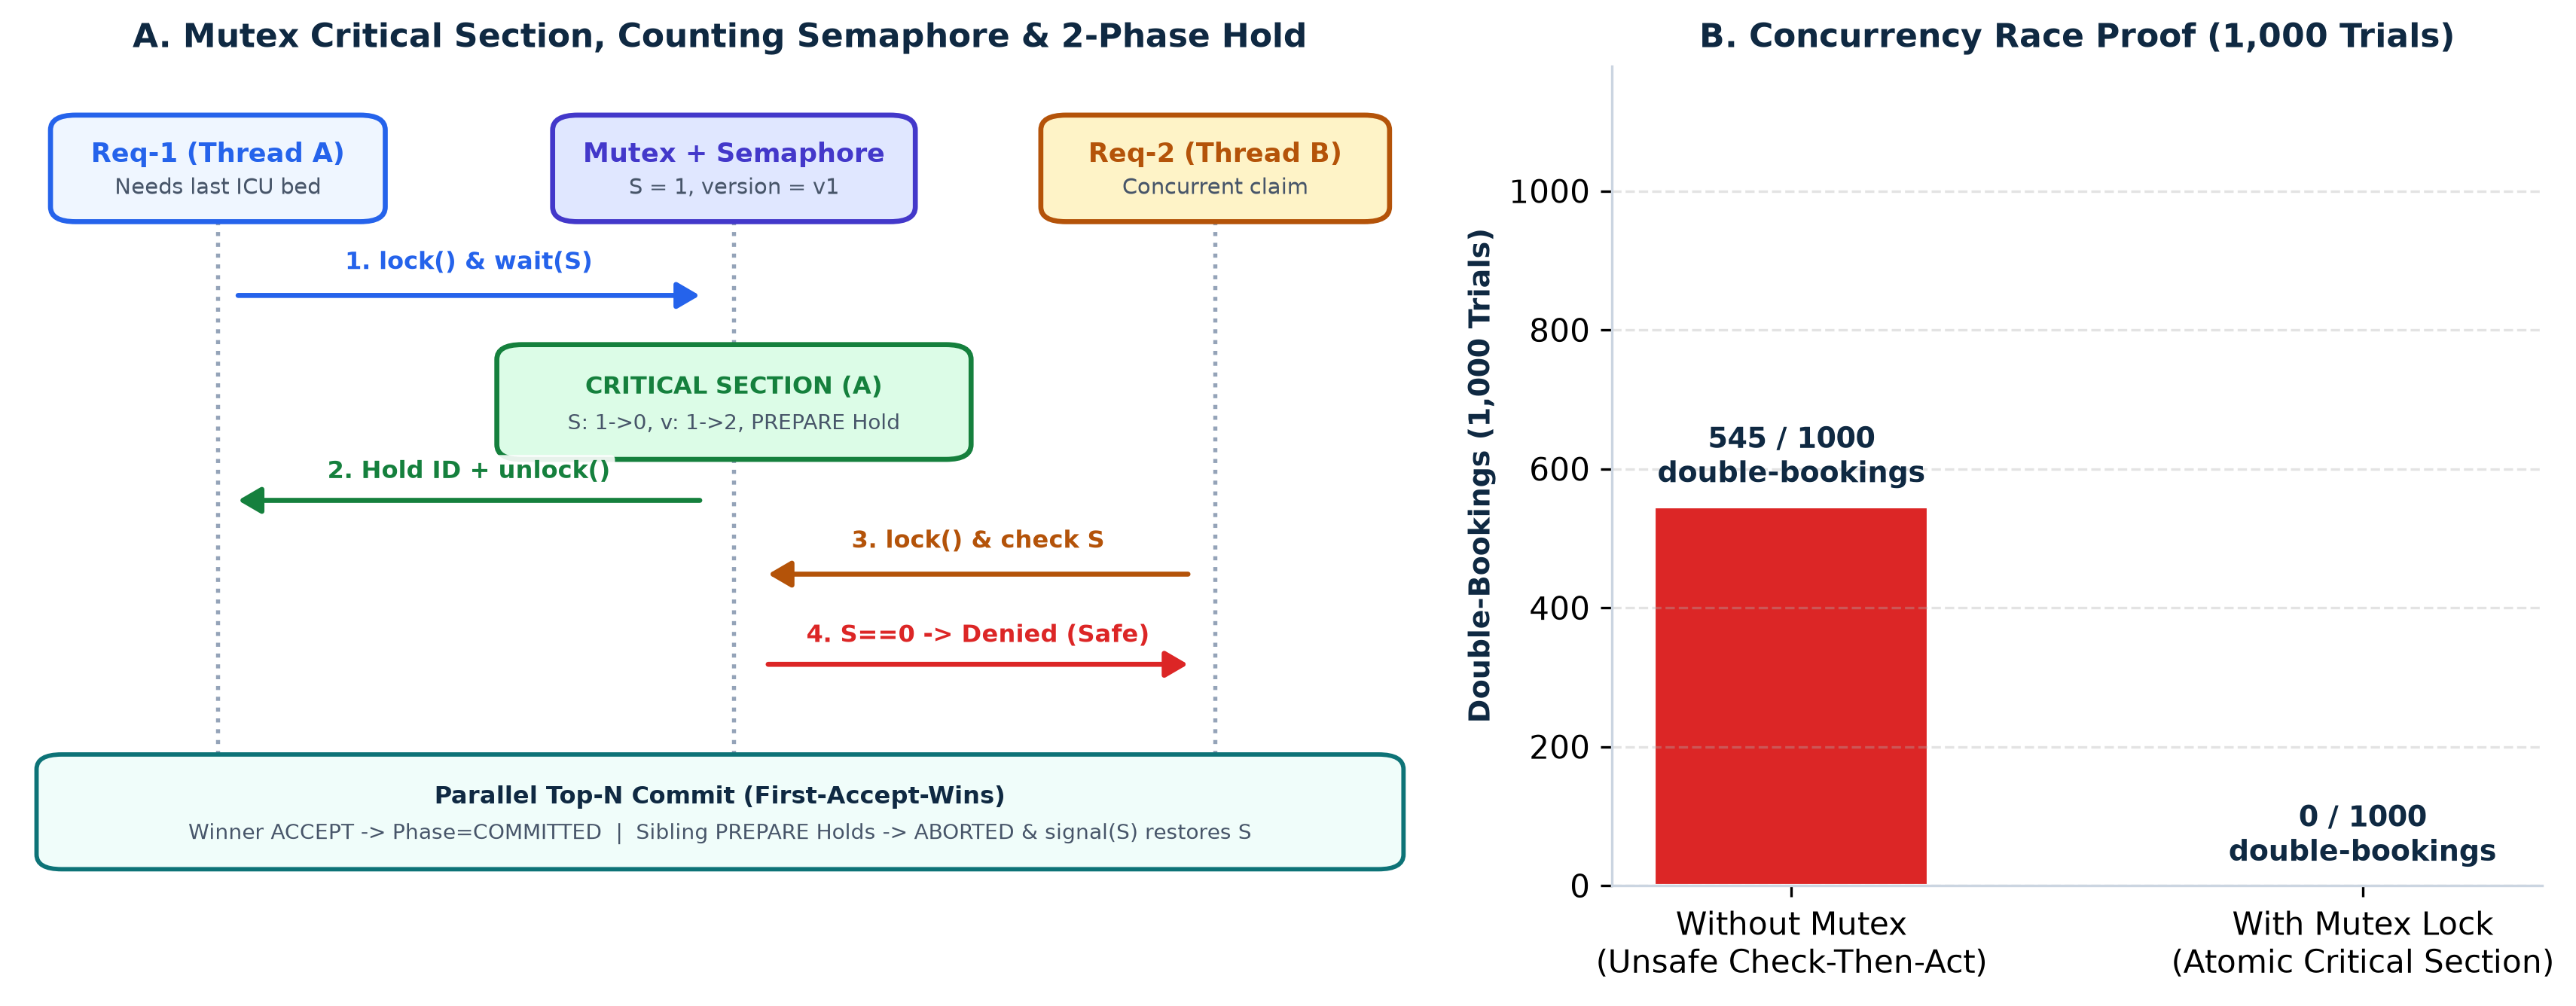 A. Mutex Critical Section, Counting Semaphore & 2-Phase Hold
Req-1 (Thread A)
Needs last ICU bed
Mutex + Semaphore
S = 1, version = v1
Req-2 (Thread B)
Concurrent claim
1. lock() & wait(S)
CRITICAL SECTION (A)
S: 1->0, v: 1->2, PREPARE Hold
2. Hold ID + unlock()
3. lock() & check S
4. S==0 -> Denied (Safe)
Parallel Top-N Commit (First-Accept-Wins)
Winner ACCEPT -> Phase=COMMITTED | Sibling PREPARE Holds -> ABORTED & signal(S) restores S
B. Concurrency Race Proof (1,000 Trials)
Double-Bookings (1,000 Trials)
1000
800
600
400
200
0
545 / 1000
double-bookings
0 / 1000
double-bookings
Without Mutex
(Unsafe Check-Then-Act)
With Mutex Lock
(Atomic Critical Section)